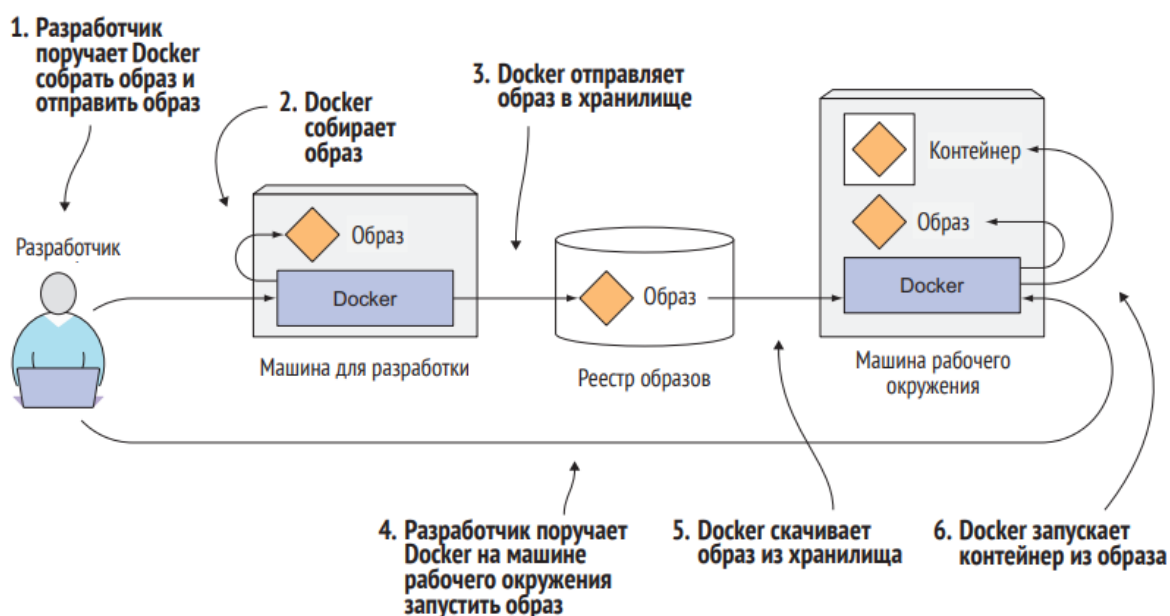 1. Разработчик
поручает Docker
собрать образ и
отправить образ
2. Docker
собирает
образ
3. Docker отправляет
образ в хранилище
Контейнер
Образ
Docker
Машина рабочего
окружения
Разработчик
Образ
Docker
Машина для разработки
Образ
Реестр образов
4. Разработчик поручает
Docker на машине
рабочего окружения
запустить образ
5. Docker скачивает
образ из хранилища
6. Docker запускает
контейнер из образа